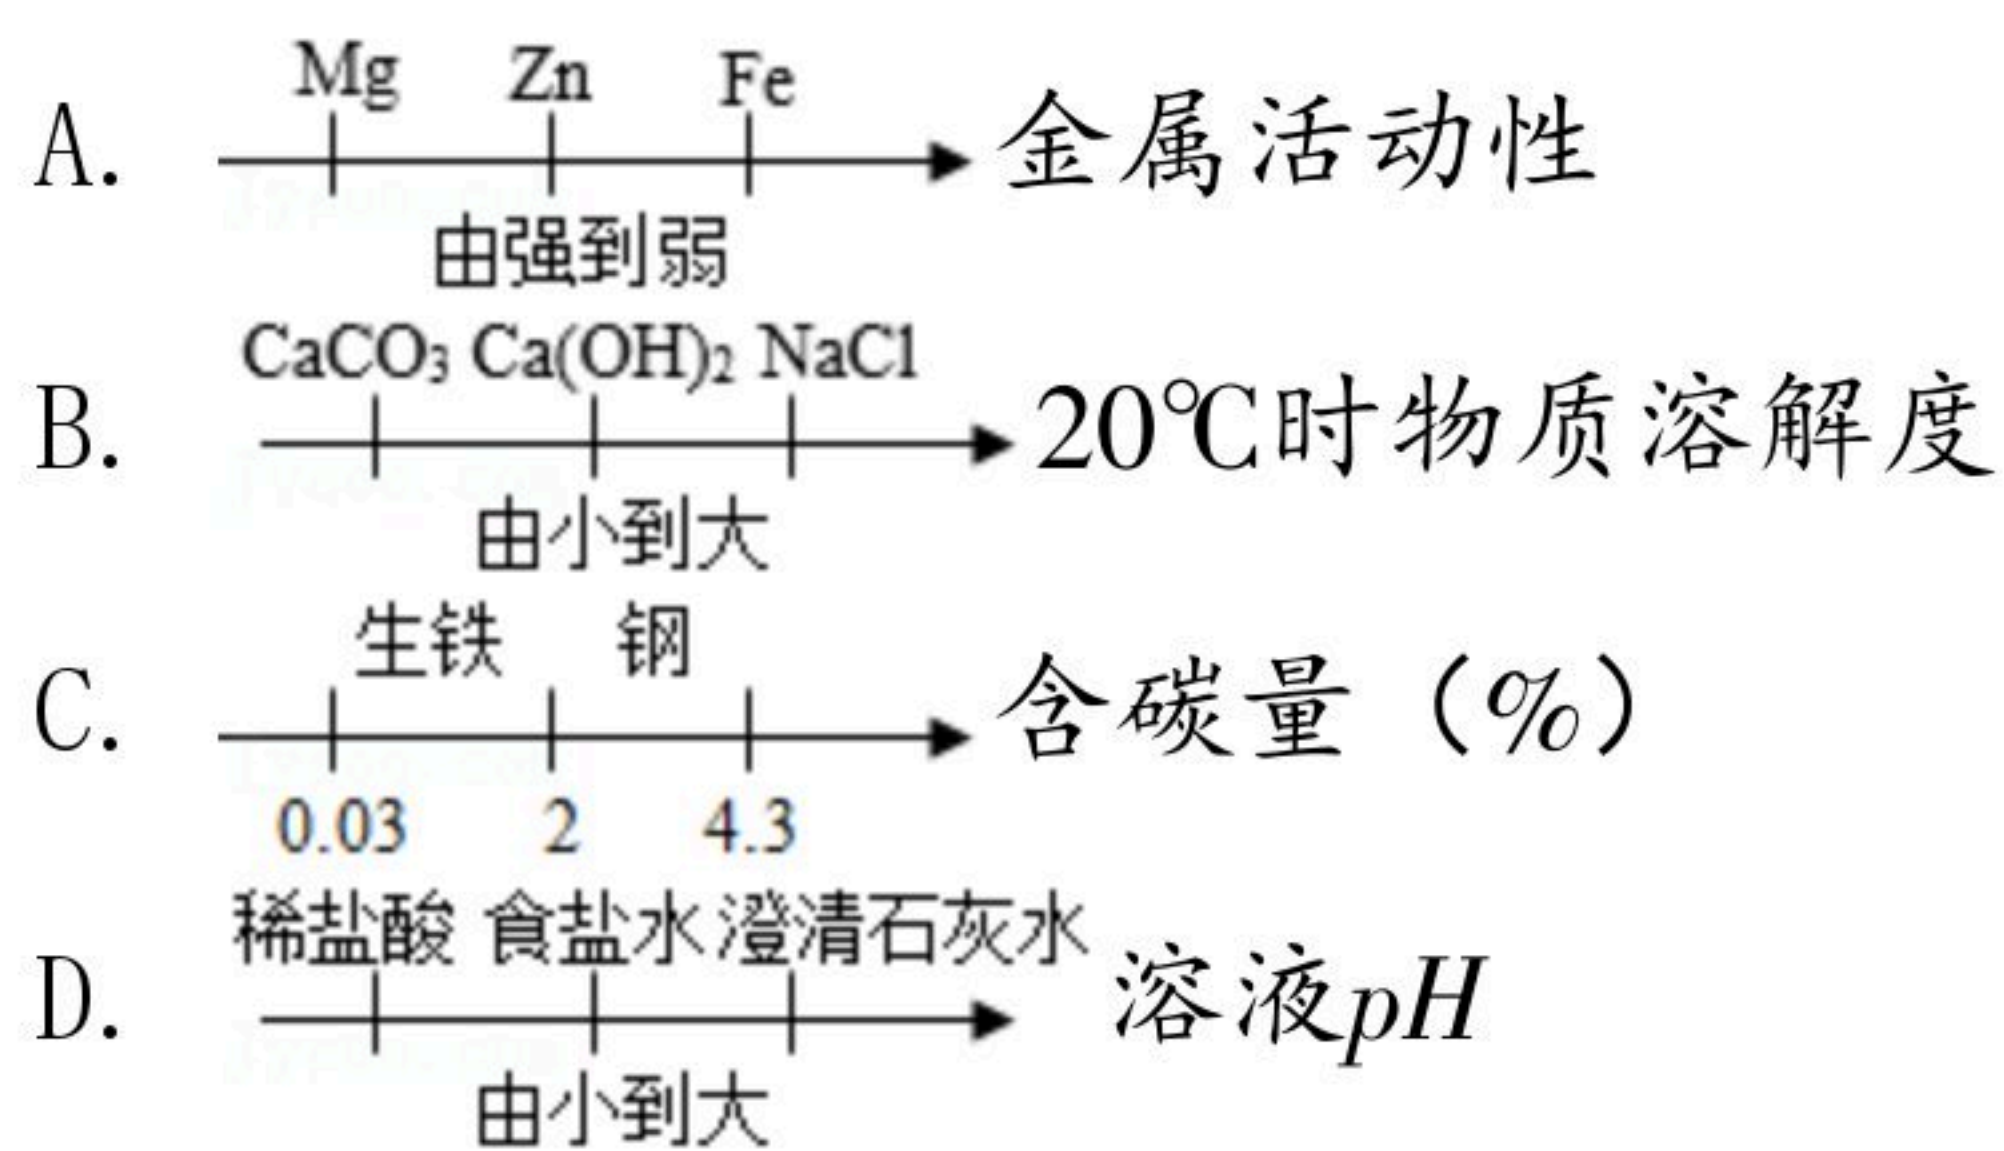 Mg Zn Fe
A. 金属活动性
由强到弱
CaCO₃ Ca(OH)₂ NaCl
B. 20℃时物质溶解度
由小到大
生铁 钢
C. 含碳量（%）
0.03 2 4.3
稀盐酸 食盐水 澄清石灰水
D. 溶液pH
由小到大